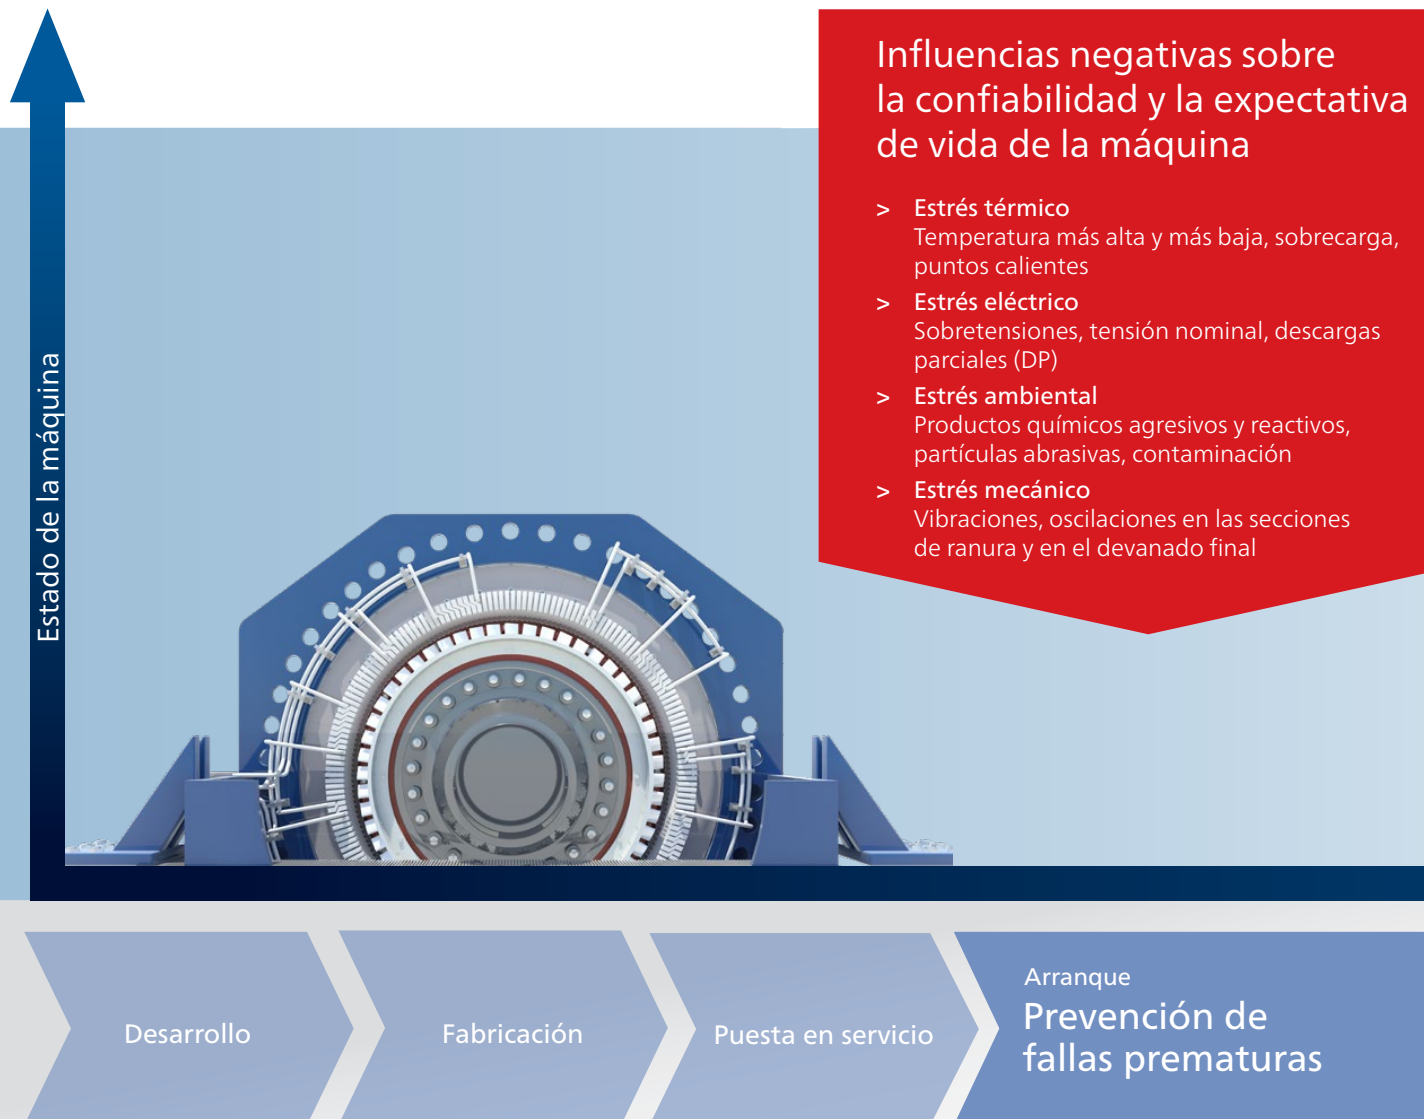 Influencias negativas sobre
la confiabilidad y la expectativa
de vida de la máquina
> Estrés térmico
Temperatura más alta y más baja, sobrecarga,
puntos calientes
> Estrés eléctrico
Sobretensiones, tensión nominal, descargas
parciales (DP)
> Estrés ambiental
Productos químicos agresivos y reactivos,
partículas abrasivas, contaminación
> Estrés mecánico
Vibraciones, oscilaciones en las secciones
de ranura y en el devanado final
Estado de la máquina
Desarrollo
Fabricación
Puesta en servicio
Arranque
Prevención de
fallas prematuras